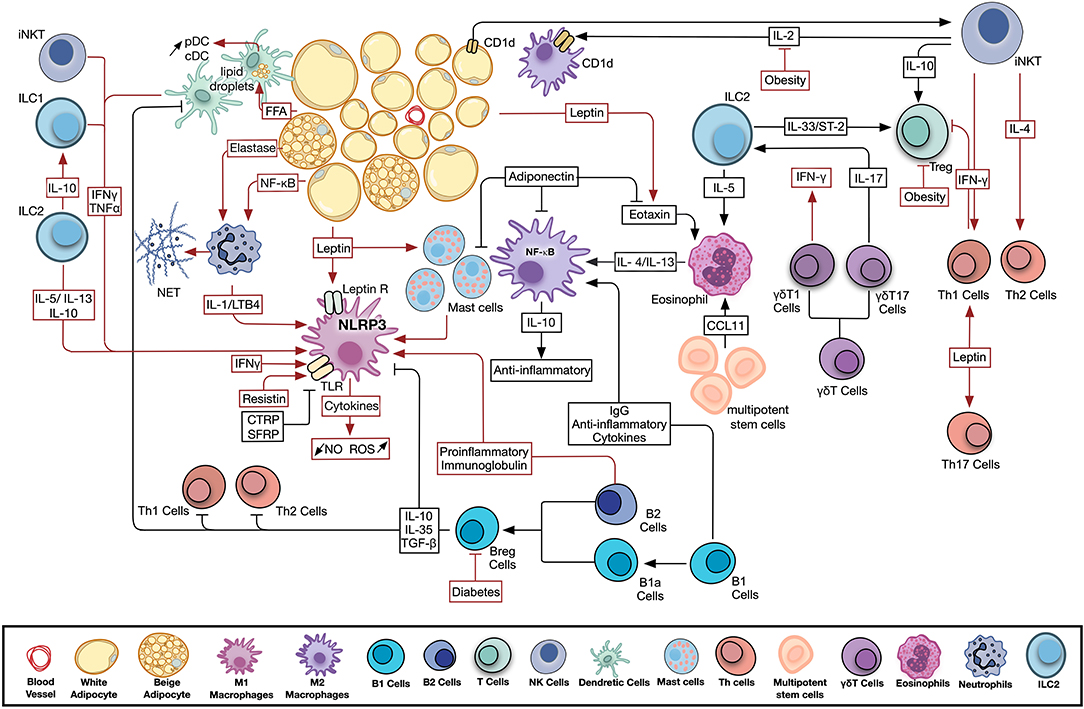 iNKT
pDC
cDC
lipid
droplets
CD1d
CD1d
IL-2
Obesity
iNKT
IL-10
ILC1
FFA
Leptin
ILC2
IL-33/ST-2
Treg
IL-4
Elastase
NF-κB
Adiponectin
IL-10
IFNγ
TNFα
ILC2
IL-5
IFN-γ
IL-17
Obesity
IFN-γ
Eotaxin
Leptin
NF-κB
NET
Leptin R
Mast cells
IL- 4/IL-13
Eosinophil
γδT1
Cells
γδT17
Cells
Th1 Cells
Th2 Cells
IL-5/ IL-13
IL-10
IL-1/LTB4
NLRP3
IL-10
CCL11
Anti-inflammatory
IFNγ
TLR
Resistin
CTRP
SFRP
Cytokines
NO ROS
multipotent
stem cells
γδT Cells
Leptin
IgG
Anti-inflammatory
Cytokines
Proinflammatory
Immunoglobulin
Th17 Cells
Th1 Cells
Th2 Cells
IL-10
IL-35
TGF-β
Breg
Cells
B2
Cells
Diabetes
B1a
Cells
B1
Cells
Blood
Vessel
White
Adipocyte
Beige
Adipocyte
M1
Macrophages
M2
Macrophages
B1 Cells
B2 Cells
T Cells
NK Cells
Dendretic Cells
Mast cells
Th cells
Multipotent
stem cells
γδT Cells
Eosinophils
Neutrophils
ILC2